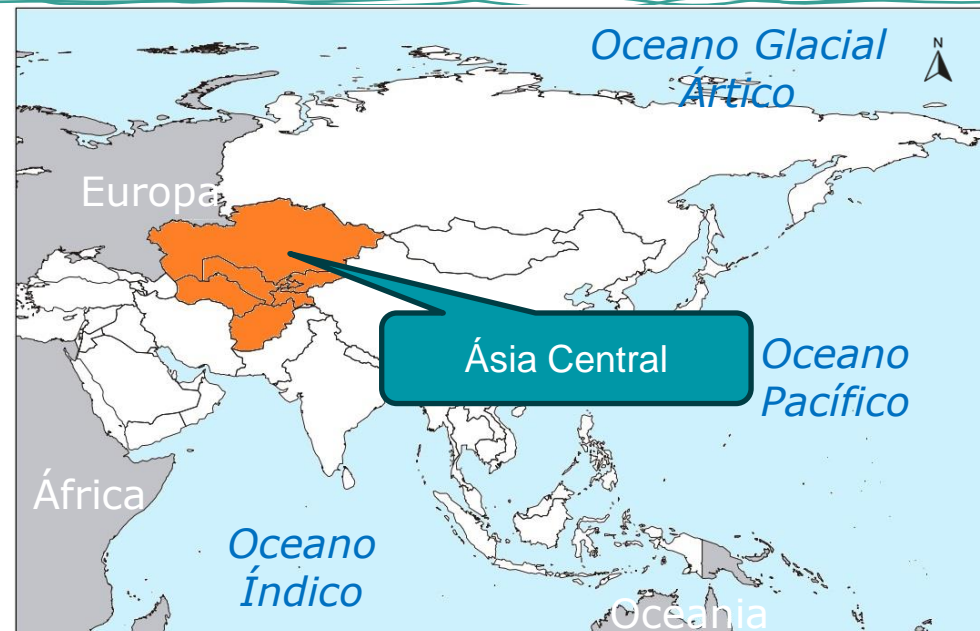 Oceano Glacial
Ártico
N
Europa
Ásia Central
Oceano
Pacífico
África
Oceano
Índico
Oceania